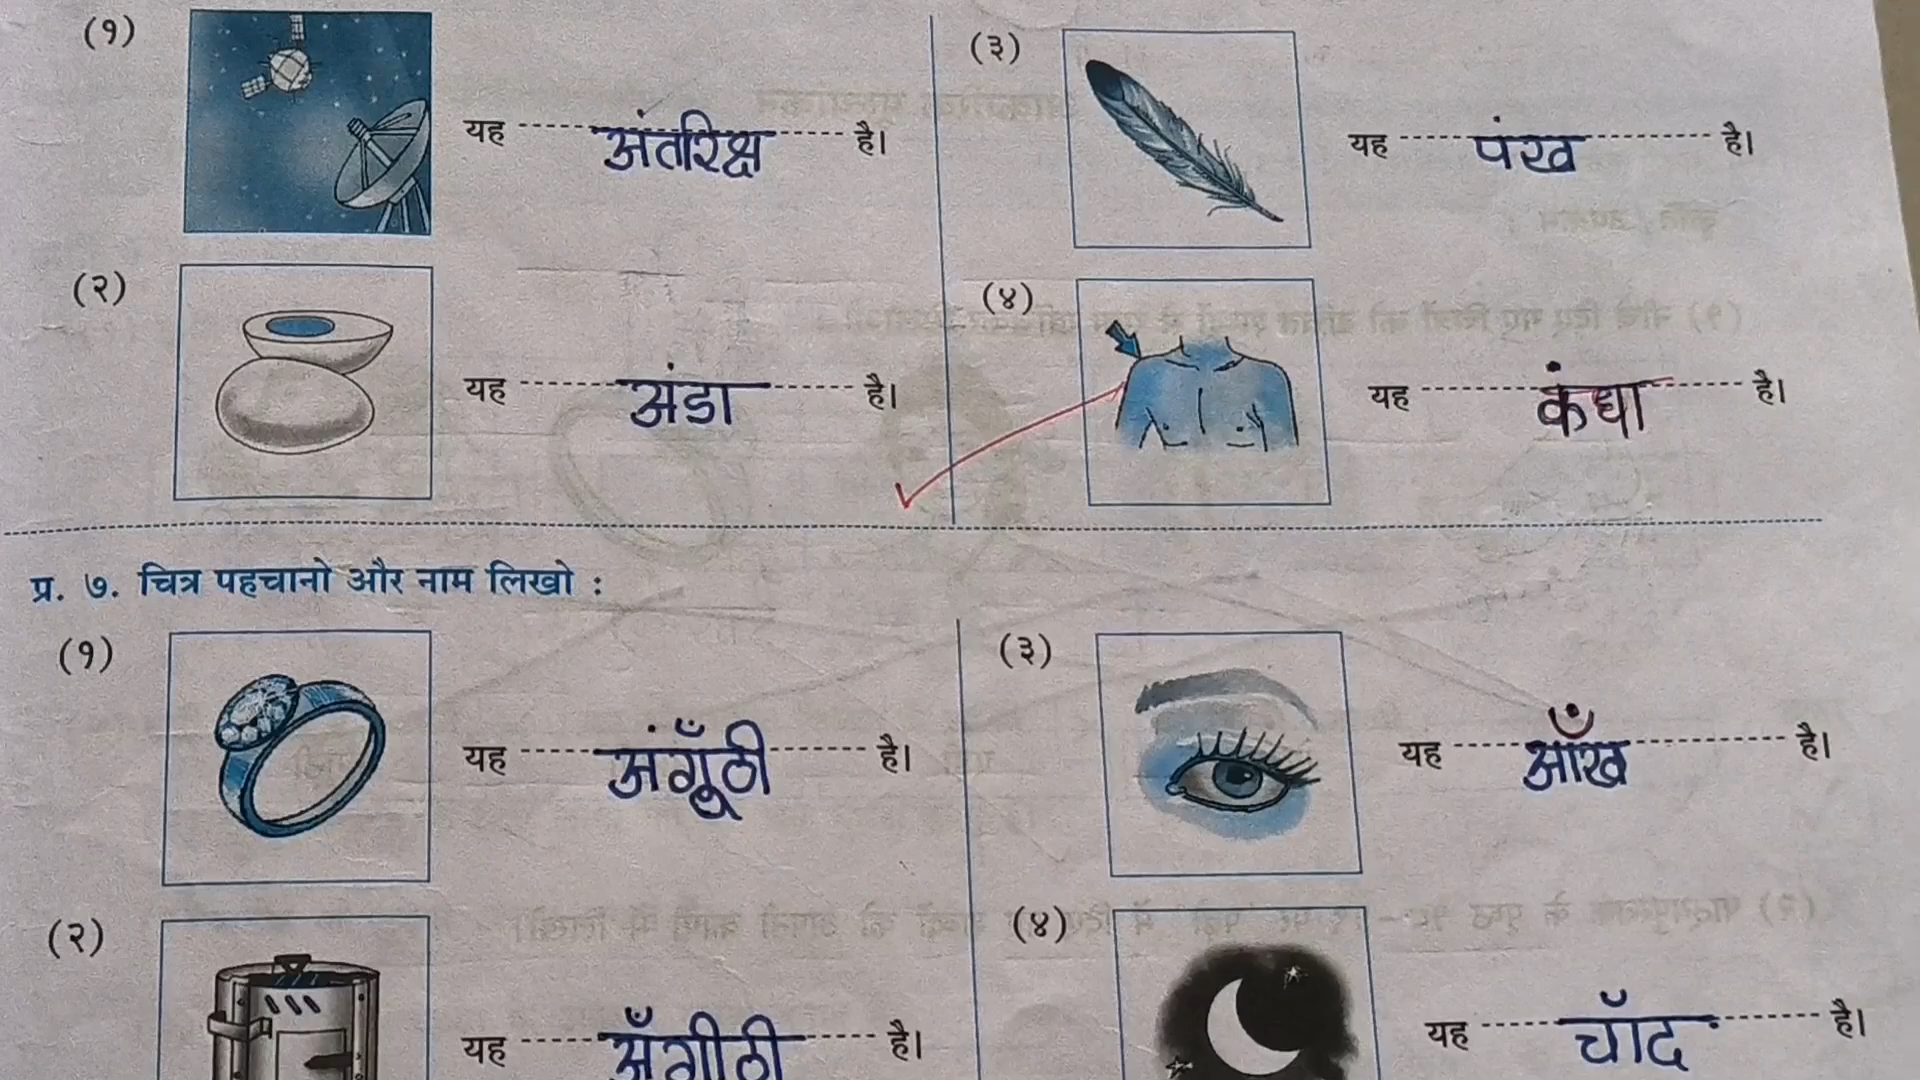 (१) यह अंतरिक्ष है।
(२) यह अंडा है।
(३) यह पंख है।
(४) यह कंधा है।
प्र. ७. चित्र पहचानो और नाम लिखो :
(१) यह अंगूँठी है।
(२) यह अँगीठी है।
(३) यह आँख है।
(४) यह चाँद है।